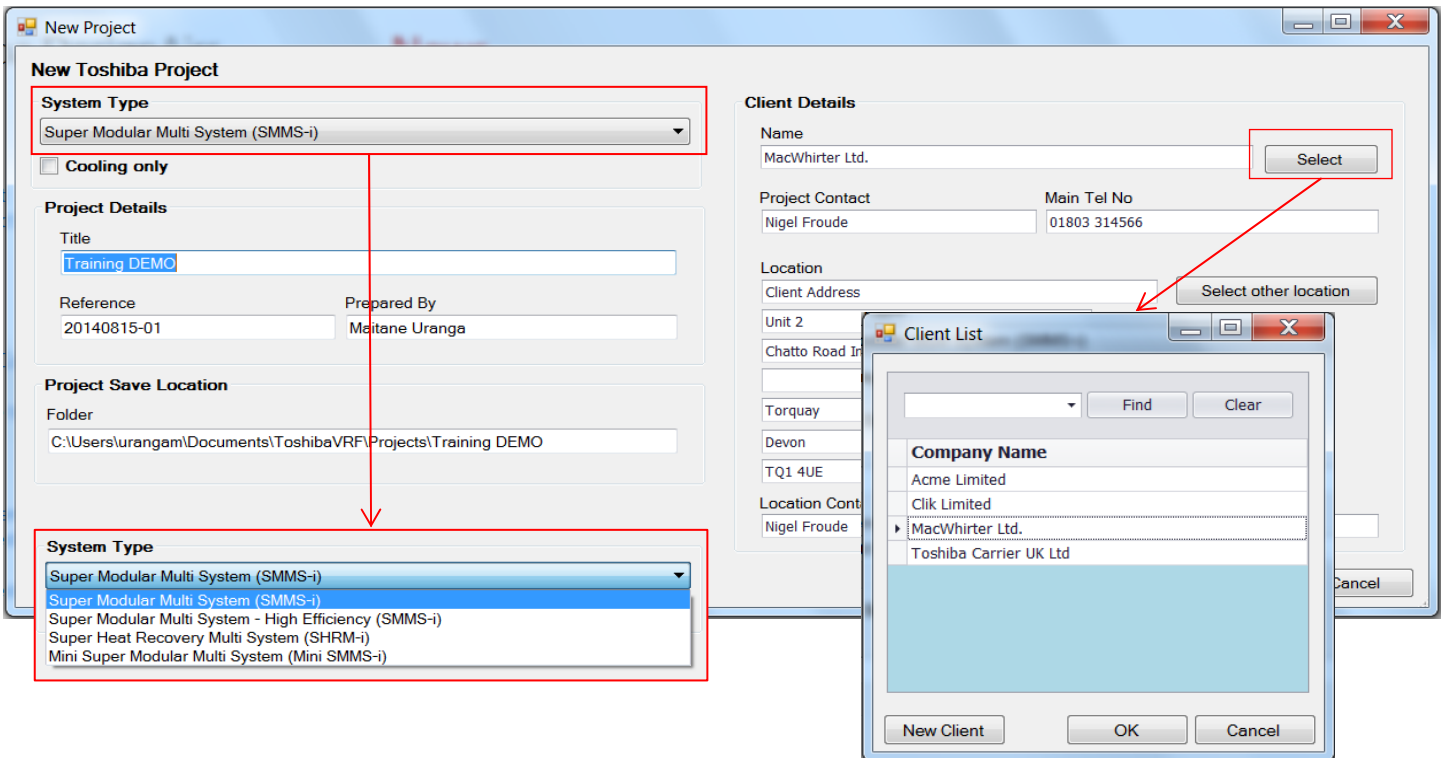 New Project
New Toshiba Project
System Type
Super Modular Multi System (SMMS-i)
Cooling only
Project Details
Title
Training DEMO
Reference
Prepared By
20140815-01
Maitane Uranga
Project Save Location
Folder
C:\Users\urangam\Documents\ToshibaVRF\Projects\Training DEMO
System Type
Super Modular Multi System (SMMS-i)
Super Modular Multi System (SMMS-i)
Super Modular Multi System - High Efficiency (SMMS-i)
Super Heat Recovery Multi System (SHRM-i)
Mini Super Modular Multi System (Mini SMMS-i)
Client Details
Name
MacWhirter Ltd.
Select
Project Contact
Main Tel No
Nigel Froude
01803 314566
Location
Client Address
Select other location
Unit 2
Chatto Road In
Torquay
Devon
TQ1 4UE
Location Cont
Nigel Froude
Cancel
Client List
Find
Clear
Company Name
Acme Limited
Clik Limited
MacWhirter Ltd.
Toshiba Carrier UK Ltd
New Client
OK
Cancel